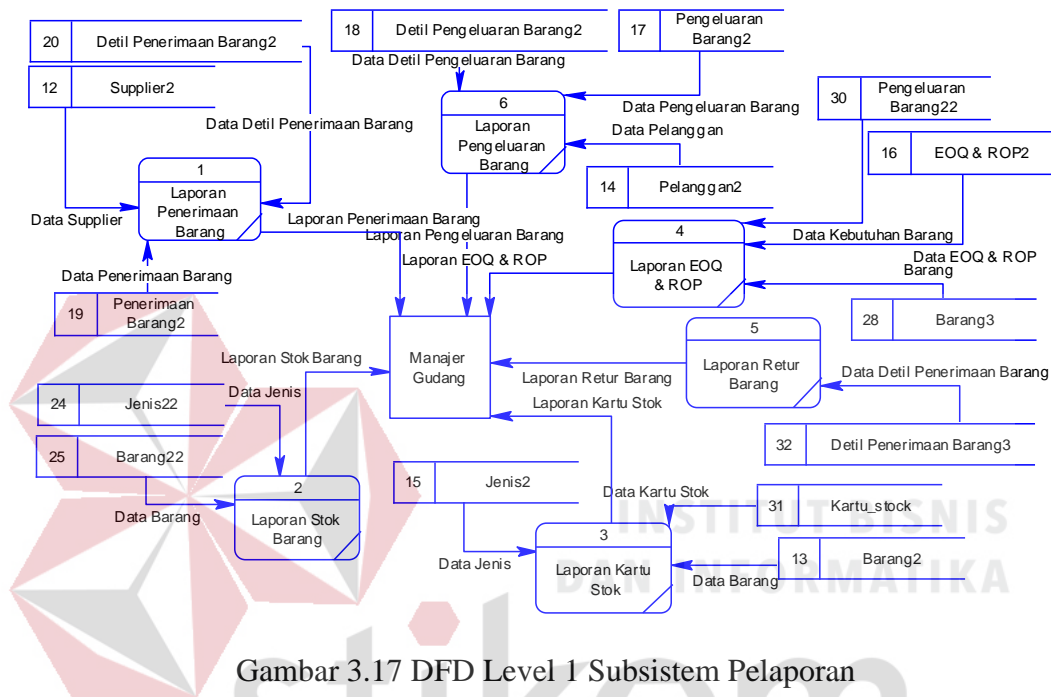 20 Detil Penerimaan Barang2
18 Detil Pengeluaran Barang2
17 Pengeluaran
Barang2
12 Supplier2
Data Detil Pengeluaran Barang
Data Detil Penerimaan Barang
6
Laporan
Pengeluaran
Barang
Data Pengeluaran Barang
Data Pelanggan
30 Pengeluaran
Barang22
16 EOQ & ROP2
14 Pelanggan2
1
Laporan
Penerimaan
Barang
Data Supplier
Laporan Penerimaan Barang
Laporan Pengeluaran Barang
Laporan EOQ & ROP
4
Laporan EOQ
& ROP
Data Kebutuhan Barang
Data EOQ & ROP
Barang
Data Penerimaan Barang
19 Penerimaan
Barang2
28 Barang3
5
Laporan Retur
Barang
Manajer
Gudang
Laporan Stok Barang
Laporan Retur Barang
Data Detil Penerimaan Barang
24 Jenis22
Data Jenis
Laporan Kartu Stok
25 Barang22
32 Detil Penerimaan Barang3
2
Laporan Stok
Barang
Data Barang
15 Jenis2
Data Kartu Stok
31 Kartu_stock
3
Laporan Kartu
Stok
Data Jenis
13 Barang2
Data Barang
INSTITUT BISNIS
DAN INFORMATIKA
stikom
Gambar 3.17 DFD Level 1 Subsistem Pelaporan